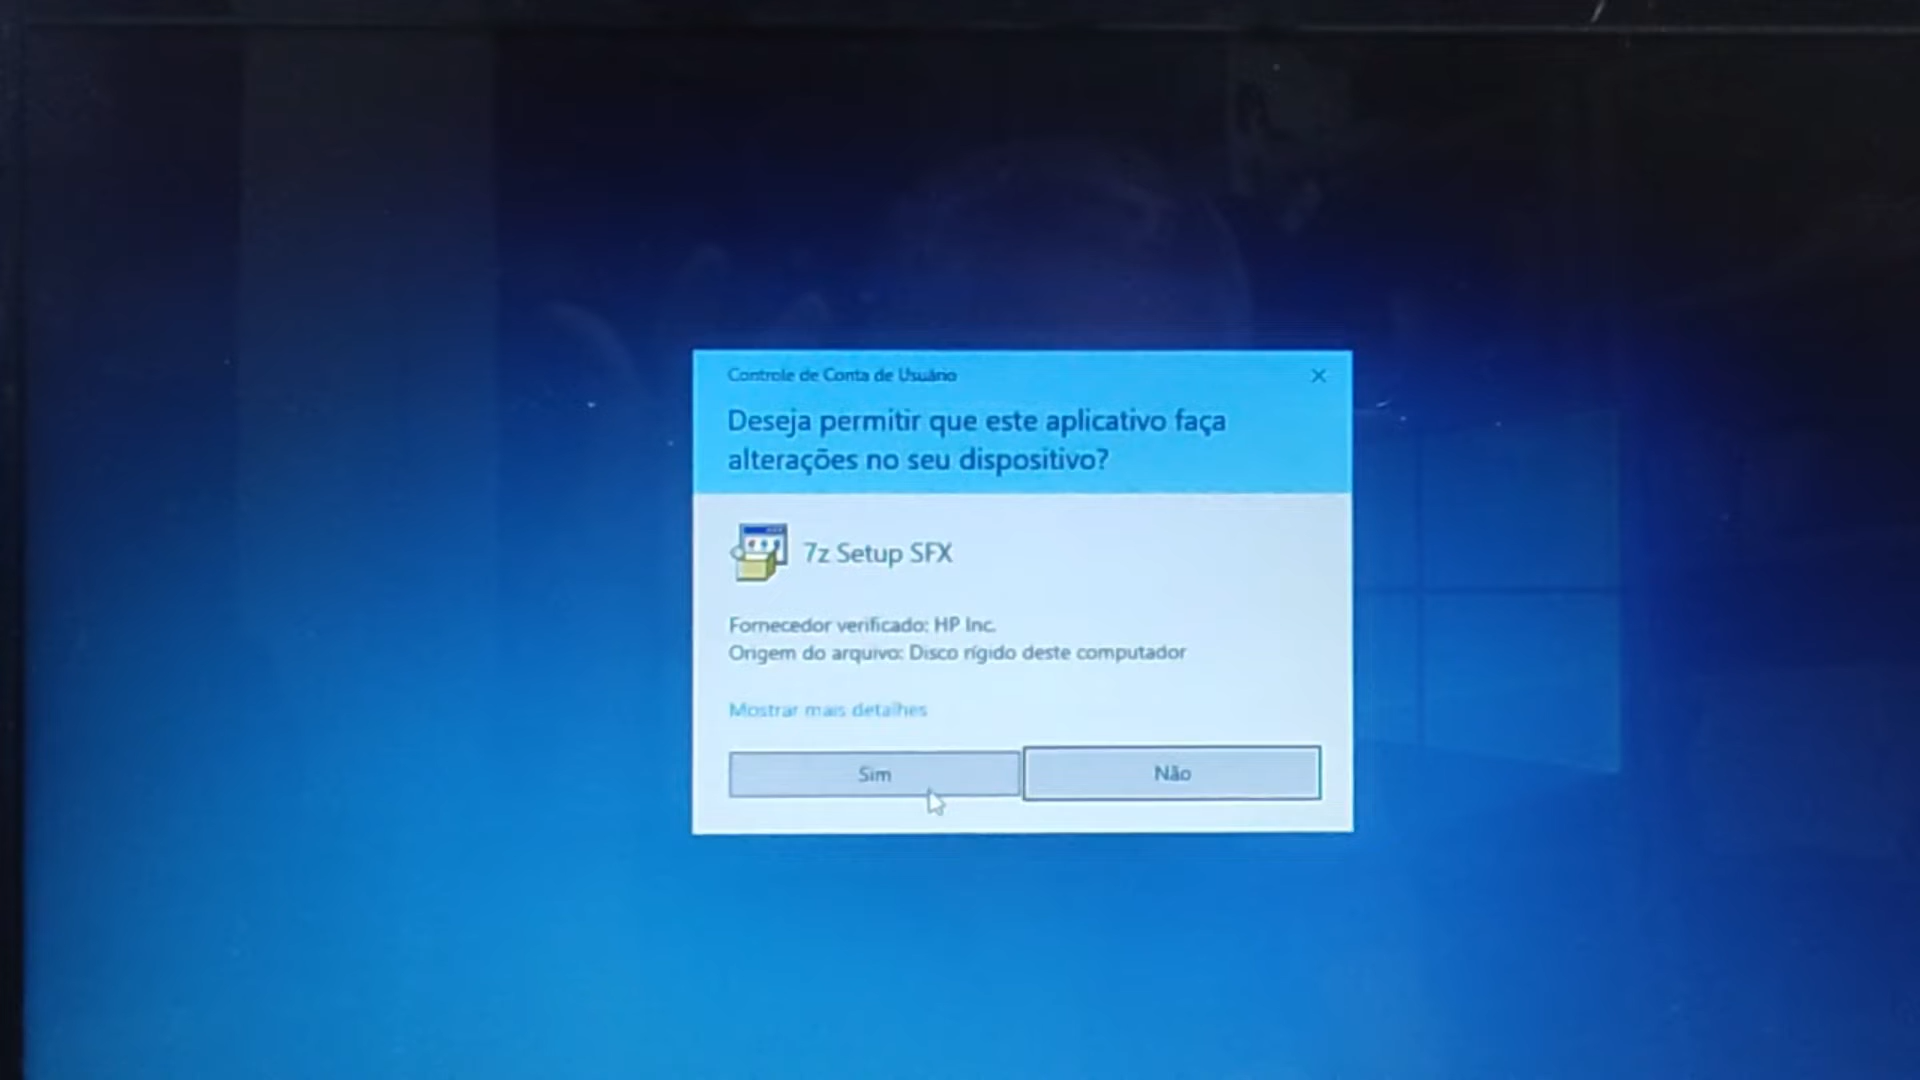 Controle de Conta de Usuário
Deseja permitir que este aplicativo faça
alterações no seu dispositivo?
7z Setup SFX
Fornecedor verificado: HP Inc.
Origem do arquivo: Disco rígido deste computador
Mostrar mais detalhes
Sim
Não